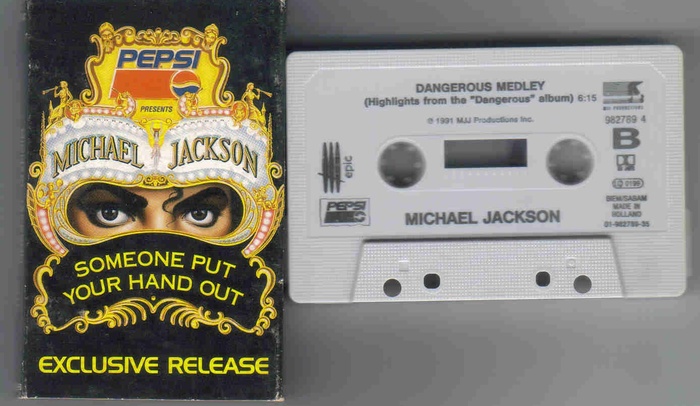 PEPSI
PRESENTS
MICHAEL JACKSON
SOMEONE PUT
YOUR HAND OUT
EXCLUSIVE RELEASE
DANGEROUS MEDLEY
(Highlights from the "Dangerous" album) 6:15
℗ 1991 MJJ Productions Inc.
MJJ PRODUCTIONS
982789 4
B
epic
PEPSI
BIEM/SABAM
MADE IN
HOLLAND
01-982789-35
MICHAEL JACKSON